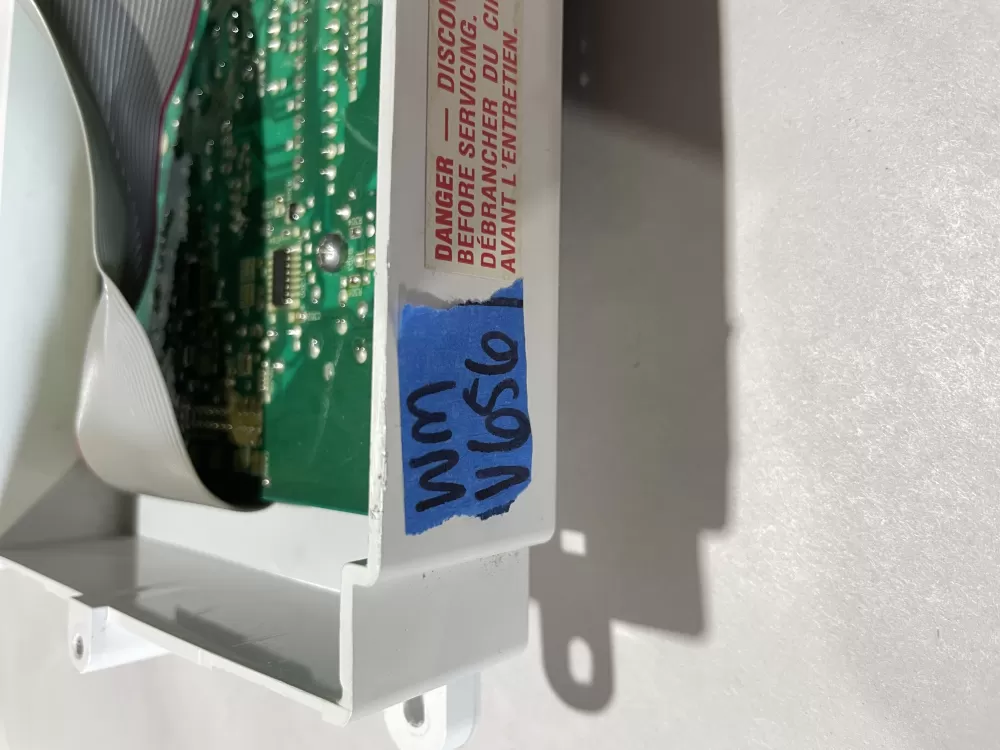 DANGER — DISCON
BEFORE SERVICING.
DÉBRANCHER DU CI
AVANT L'ENTRETIEN.
WM
V656